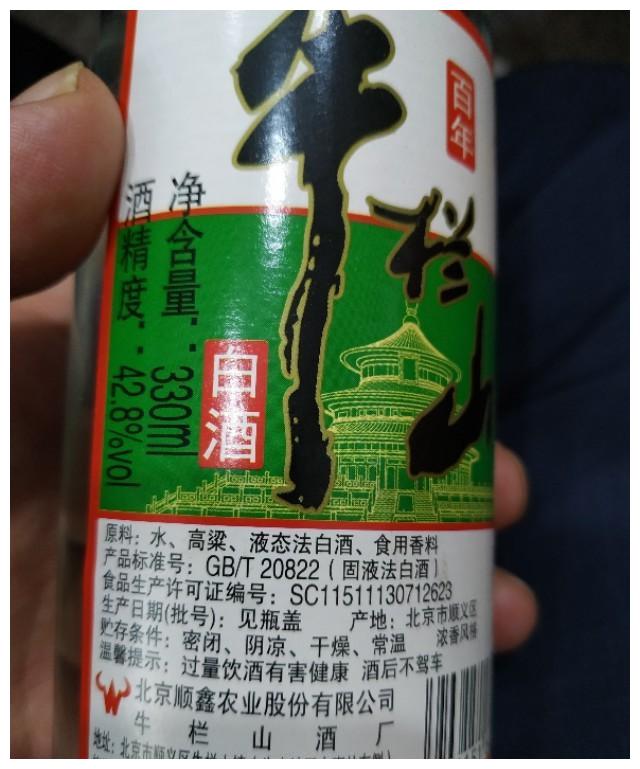 百年
牛栏山
净含量：330ml
酒精度：42.8%vol
白酒
原料：水、高粱、液态法白酒、食用香料
产品标准号：GB/T 20822（固液法白酒）
食品生产许可证编号：SC11511130712623
生产日期(批号)：见瓶盖 产地：北京市顺义区
贮存条件：密闭、阴凉、干燥、常温 浓香风格
温馨提示：过量饮酒有害健康 酒后不驾车
北京顺鑫农业股份有限公司
牛栏山酒厂
地址：北京市顺义区牛栏山镇